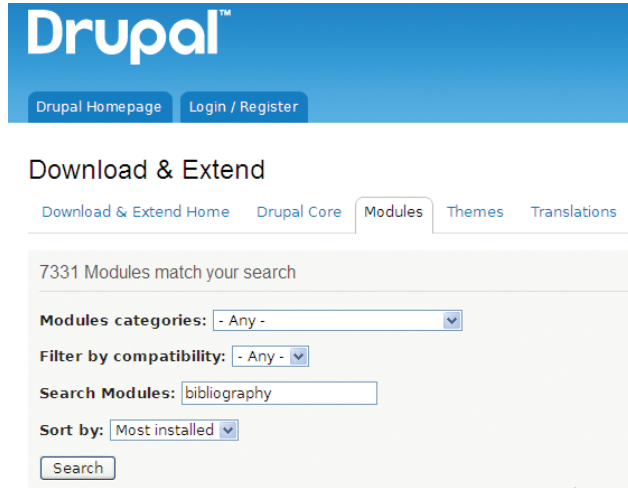 Drupal™
Drupal Homepage Login / Register
Download & Extend
Download & Extend Home Drupal Core Modules Themes Translations
7331 Modules match your search
Modules categories: - Any -
Filter by compatibility: - Any -
Search Modules: bibliography
Sort by: Most installed
Search